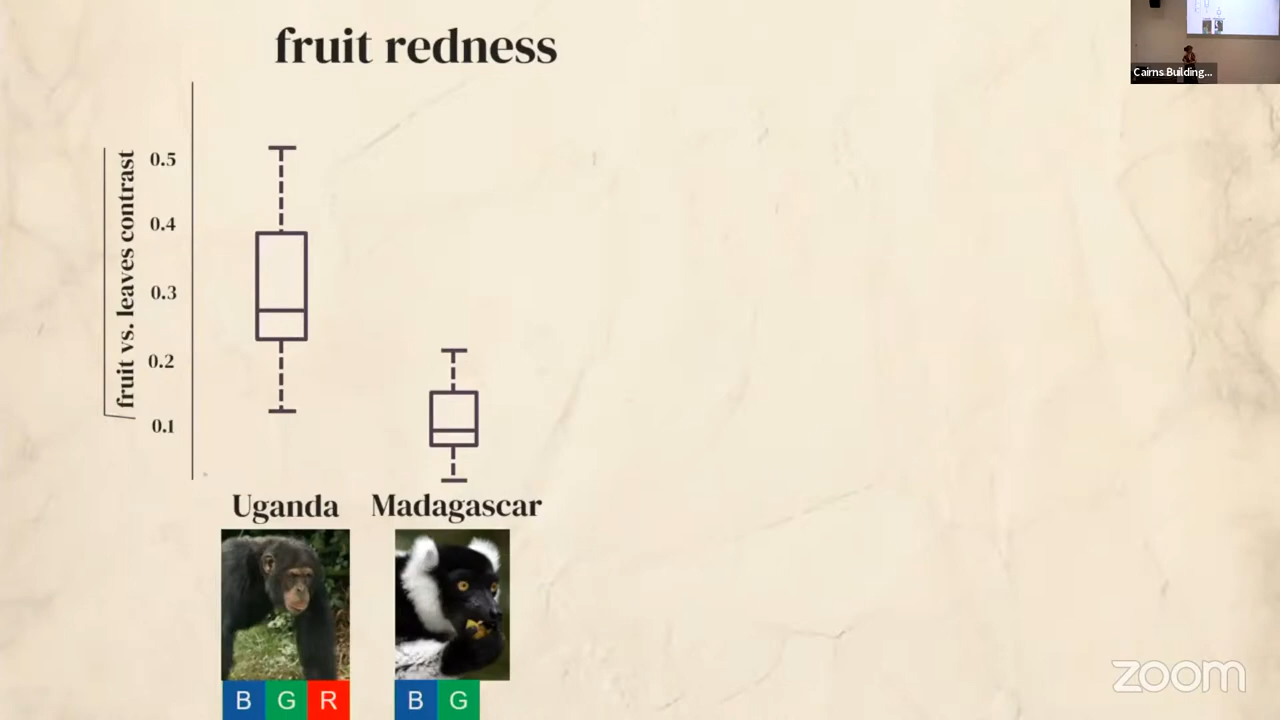 fruit redness
Cairns Building...
fruit vs. leaves contrast
0.5
0.4
0.3
0.2
0.1
Uganda
Madagascar
B G R
B G
zoom